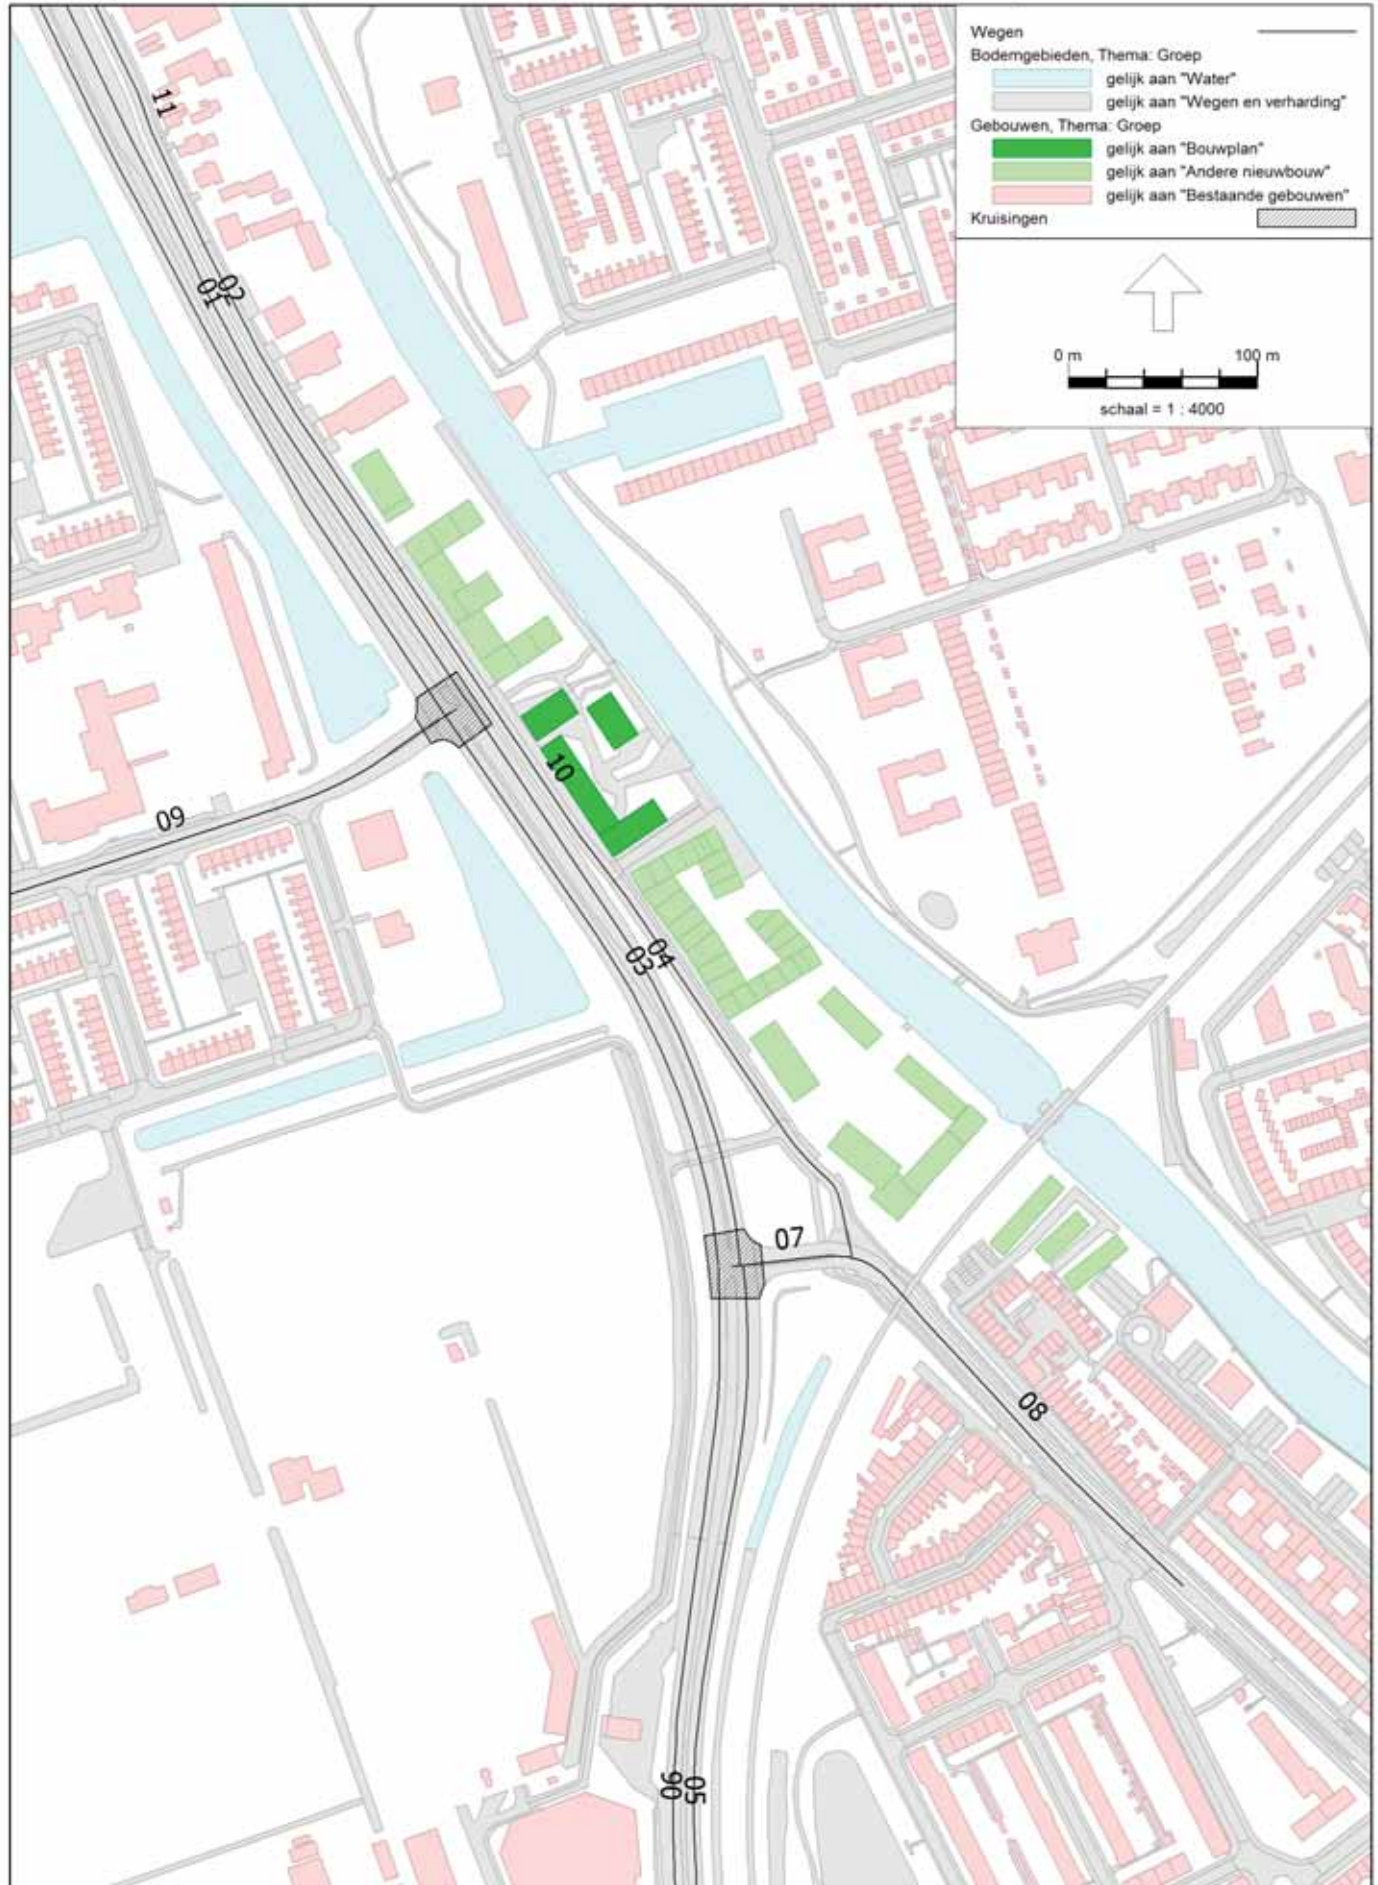 Wegen
Bodemgebieden, Thema: Groep
gelijk aan "Water"
gelijk aan "Wegen en verharding"
Gebouwen, Thema: Groep
gelijk aan "Bouwplan"
gelijk aan "Andere nieuwbouw"
gelijk aan "Bestaande gebouwen"
Kruisingen
0 m 100 m
schaal = 1 : 4000
11
02
01
10
09
04
03
07
08
06
05